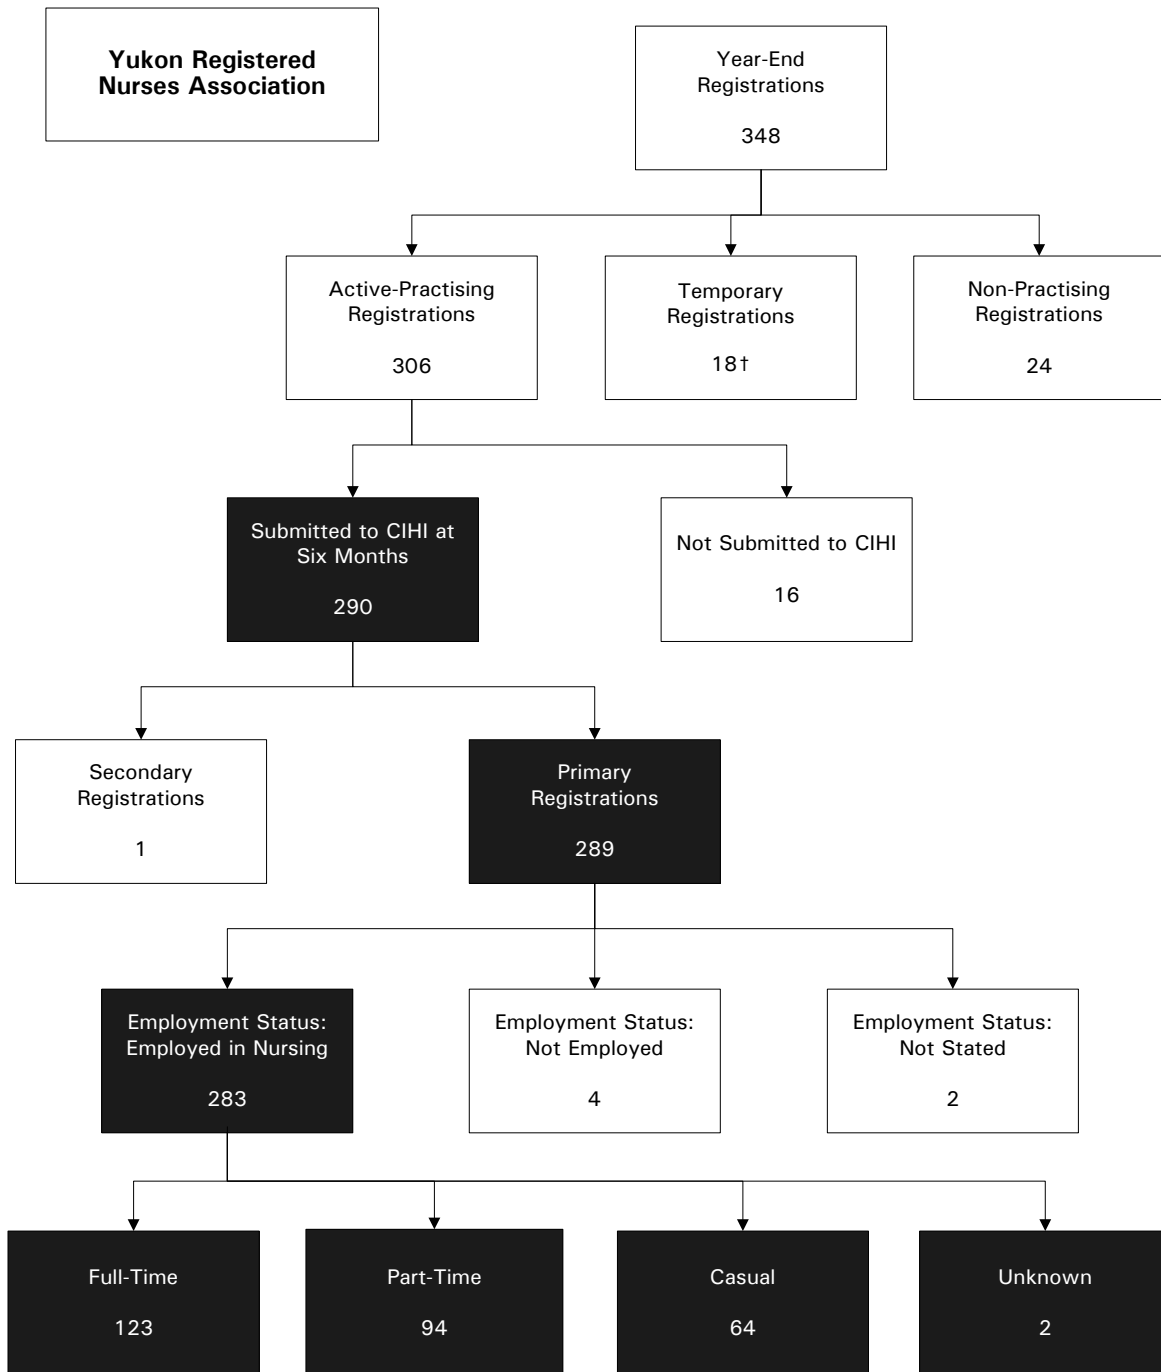 Yukon Registered
Nurses Association
Year-End
Registrations
348
Active-Practising
Registrations
306
Temporary
Registrations
18†
Non-Practising
Registrations
24
Submitted to CIHI at
Six Months
290
Not Submitted to CIHI
16
Secondary
Registrations
1
Primary
Registrations
289
Employment Status:
Employed in Nursing
283
Employment Status:
Not Employed
4
Employment Status:
Not Stated
2
Full-Time
123
Part-Time
94
Casual
64
Unknown
2